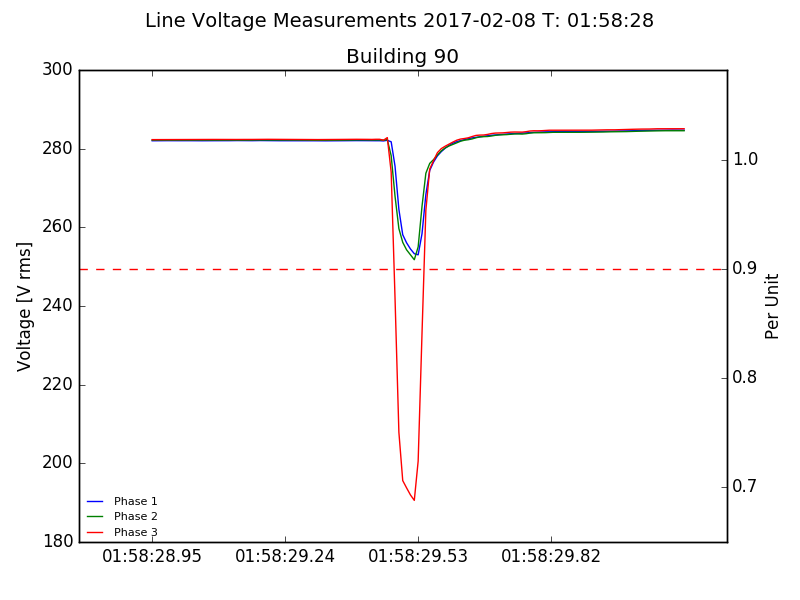 Line Voltage Measurements 2017-02-08 T: 01:58:28
Building 90
300
280
260
240
220
200
180
Voltage [V rms]
1.0
0.9
0.8
0.7
Per Unit
Phase 1
Phase 2
Phase 3
01:58:28.95 01:58:29.24 01:58:29.53 01:58:29.82